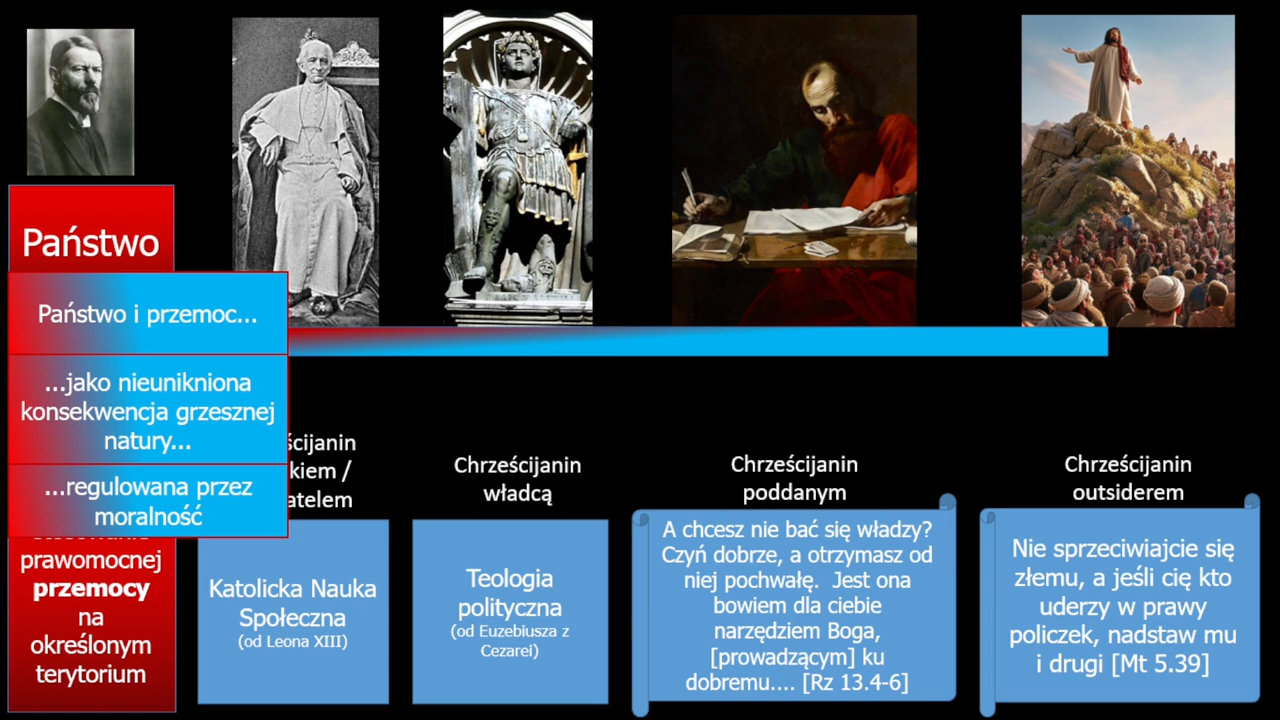 Państwo
Państwo i przemoc...
...jako nieunikniona
konsekwencja grzesznej
natury...
...regulowana przez
moralność
prawomocnej
przemocy
na
określonym
terytorium
Katolicka Nauka
Społeczna
(od Leona XIII)
Chrześcijanin
władcą
Teologia
polityczna
(od Euzebiusza z
Cezarei)
Chrześcijanin
poddanym
A chcesz nie bać się władzy?
Czyń dobrze, a otrzymasz od
niej pochwałę.  Jest ona
bowiem dla ciebie
narzędziem Boga,
[prowadzącym] ku
dobremu.... [Rz 13.4-6]
Chrześcijanin
outsiderem
Nie sprzeciwiajcie się
złemu, a jeśli cię kto
uderzy w prawy
policzek, nadstaw mu
i drugi [Mt 5.39]